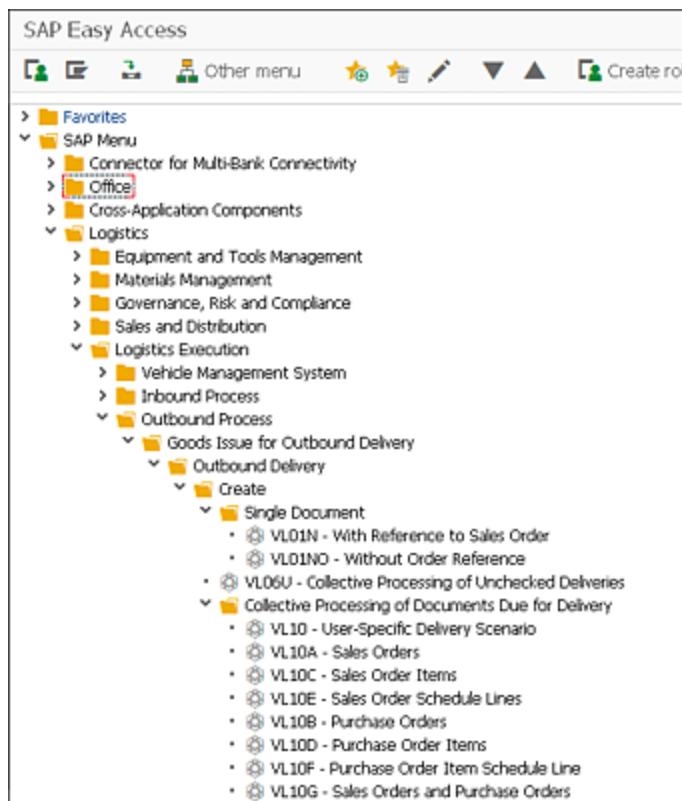 SAP Easy Access
Other menu
Create ro
Favorites
SAP Menu
Connector for Multi-Bank Connectivity
Office
Cross-Application Components
Logistics
Equipment and Tools Management
Materials Management
Governance, Risk and Compliance
Sales and Distribution
Logistics Execution
Vehicle Management System
Inbound Process
Outbound Process
Goods Issue for Outbound Delivery
Outbound Delivery
Create
Single Document
VL01N - With Reference to Sales Order
VL01NO - Without Order Reference
VL06U - Collective Processing of Unchecked Deliveries
Collective Processing of Documents Due for Delivery
VL10 - User-Specific Delivery Scenario
VL10A - Sales Orders
VL10C - Sales Order Items
VL10E - Sales Order Schedule Lines
VL10B - Purchase Orders
VL10D - Purchase Order Items
VL10F - Purchase Order Item Schedule Line
VL10G - Sales Orders and Purchase Orders